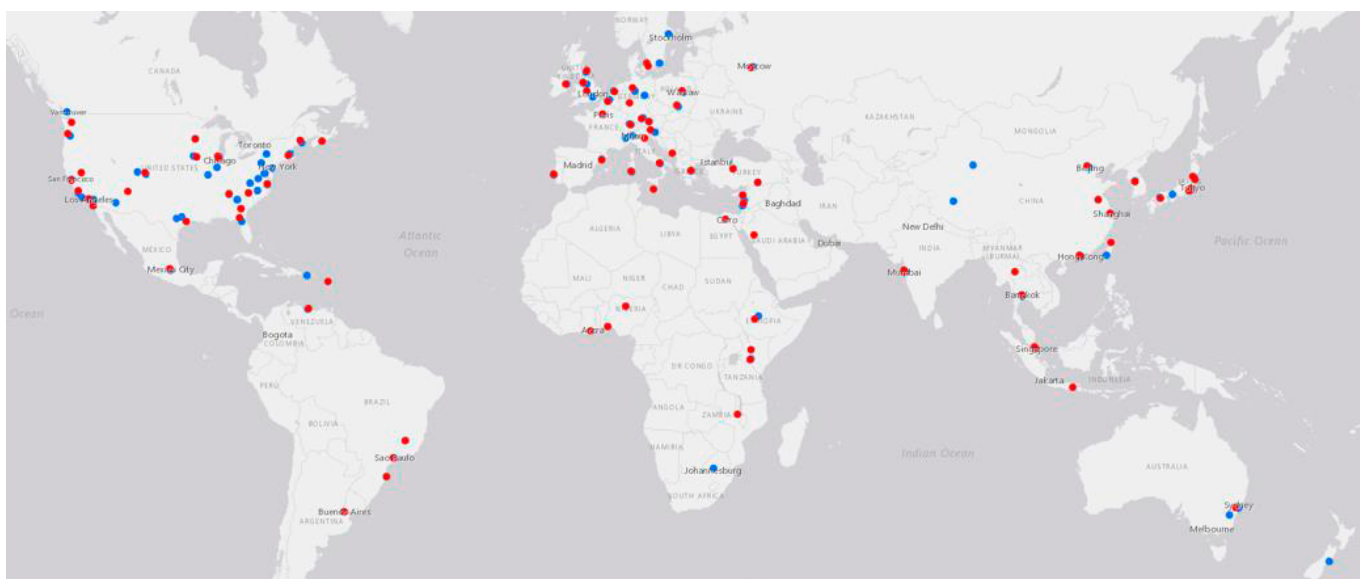 NORWAY
Stockholm
CANADA
UNITED
Moscow
London
Warsaw
Vancouver
Paris
UKRAINE
KAZAKHSTAN
MONGOLIA
FRANCE
Milan
Toronto
Chicago
New York
UNITED STATES
ITALY
Madrid
Istanbul
TURKEY
Beijing
San Francisco
Tokyo
Los Angeles
Baghdad
IRAN
CHINA
Shanghai
Atlantic
Ocean
ALGERIA
LIBYA
EGYPT
Cairo
SAUDI ARABIA
Dubai
New Delhi
INDIA
MYANMAR
(BURMA)
Hong Kong
Pacific Ocean
MEXICO
Mexico City
MALI
NIGER
CHAD
SUDAN
Mumbai
Bangkok
Ocean
VENEZUELA
Bogota
COLOMBIA
NIGERIA
Accra
ETHIOPIA
Singapore
DR CONGO
TANZANIA
Jakarta
INDONESIA
PERU
BRAZIL
BOLIVIA
ANGOLA
ZAMBIA
NAMIBIA
Sao Paulo
Johannesburg
Indian Ocean
AUSTRALIA
SOUTH AFRICA
Buenos Aires
ARGENTINA
Sydney
Melbourne